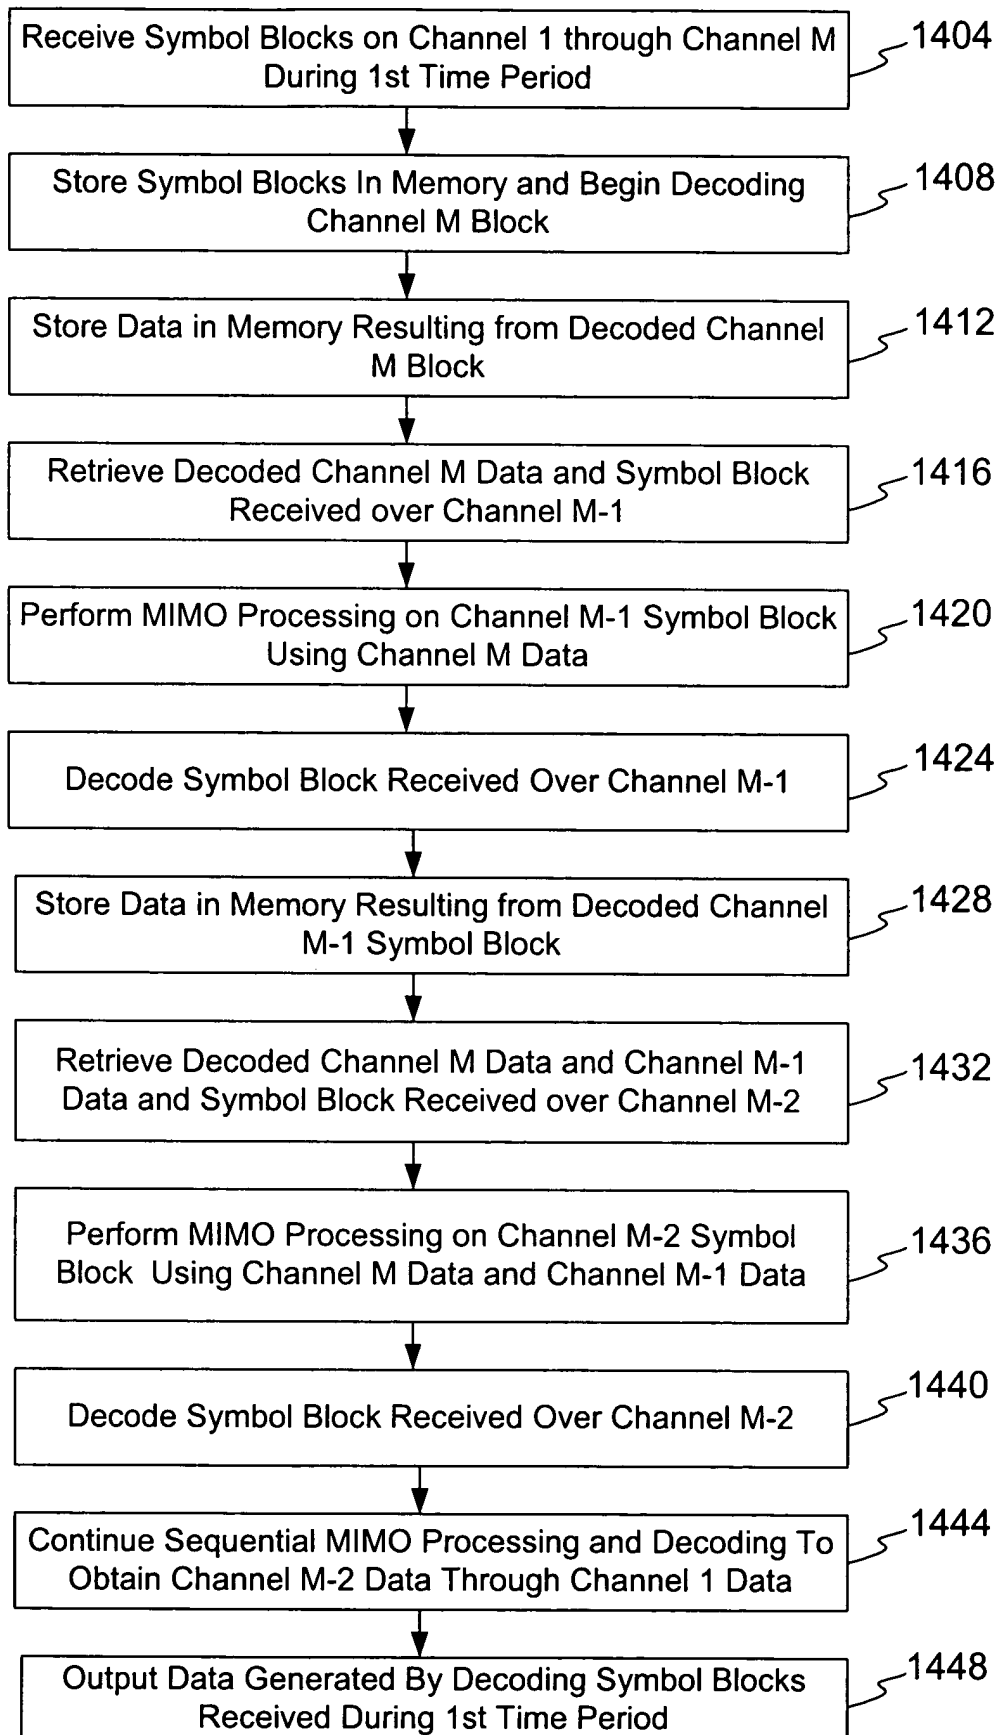 Receive Symbol Blocks on Channel 1 through Channel M
During 1st Time Period
1404
Store Symbol Blocks In Memory and Begin Decoding
Channel M Block
1408
Store Data in Memory Resulting from Decoded Channel
M Block
1412
Retrieve Decoded Channel M Data and Symbol Block
Received over Channel M-1
1416
Perform MIMO Processing on Channel M-1 Symbol Block
Using Channel M Data
1420
Decode Symbol Block Received Over Channel M-1
1424
Store Data in Memory Resulting from Decoded Channel
M-1 Symbol Block
1428
Retrieve Decoded Channel M Data and Channel M-1
Data and Symbol Block Received over Channel M-2
1432
Perform MIMO Processing on Channel M-2 Symbol
Block Using Channel M Data and Channel M-1 Data
1436
Decode Symbol Block Received Over Channel M-2
1440
Continue Sequential MIMO Processing and Decoding To
Obtain Channel M-2 Data Through Channel 1 Data
1444
Output Data Generated By Decoding Symbol Blocks
Received During 1st Time Period
1448